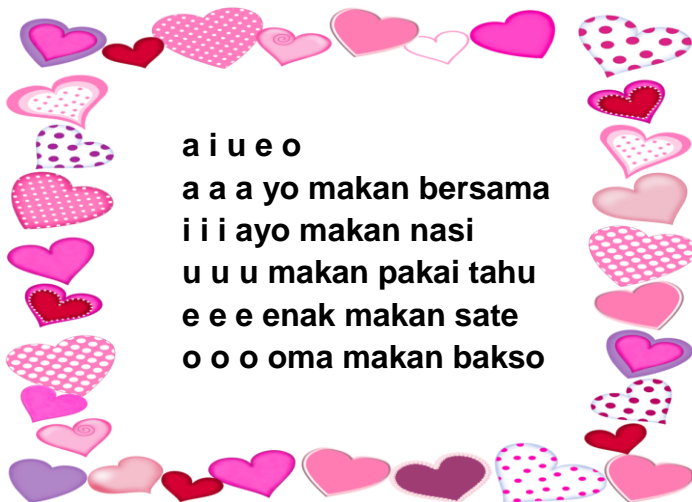 a i u e o
a a a yo makan bersama
i i i ayo makan nasi
u u u makan pakai tahu
e e e enak makan sate
o o o oma makan bakso